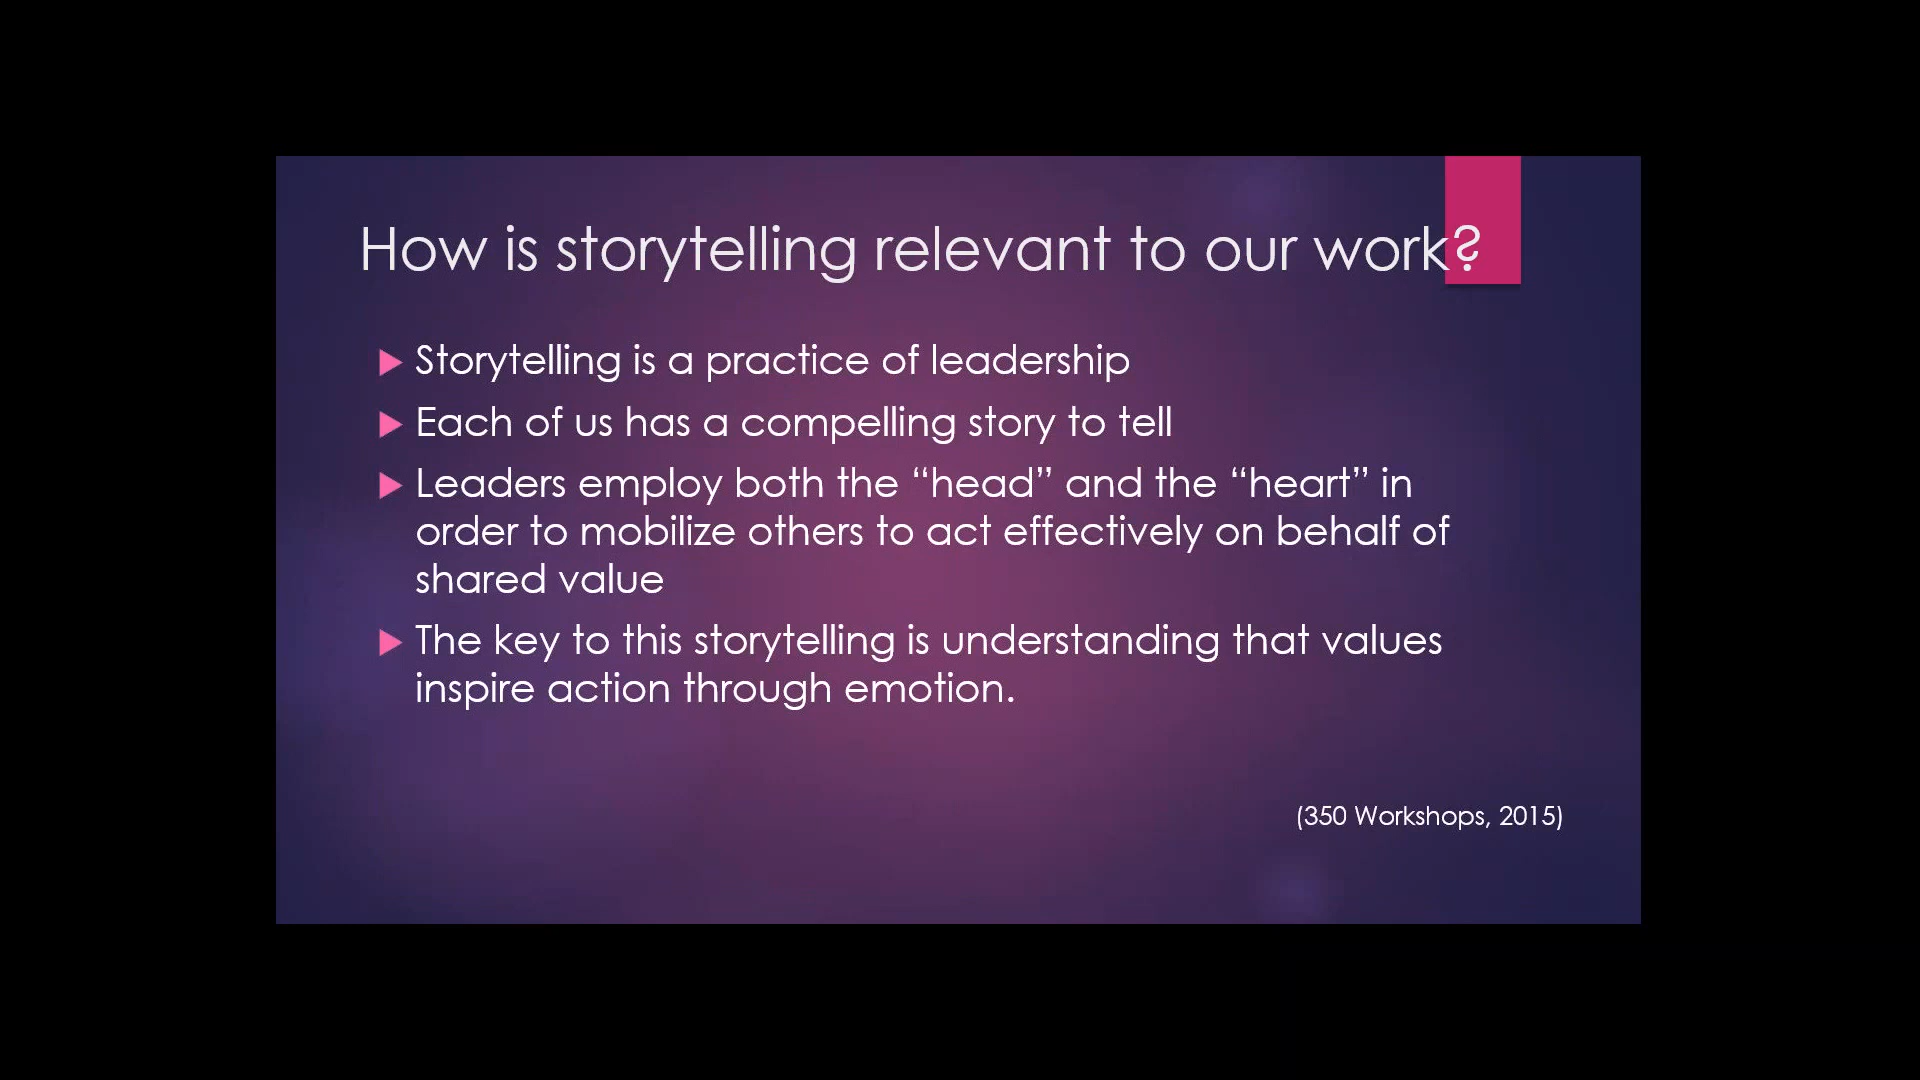 How is storytelling relevant to our work?
Storytelling is a practice of leadership
Each of us has a compelling story to tell
Leaders employ both the “head” and the “heart” in
order to mobilize others to act effectively on behalf of
shared value
The key to this storytelling is understanding that values
inspire action through emotion.
(350 Workshops, 2015)